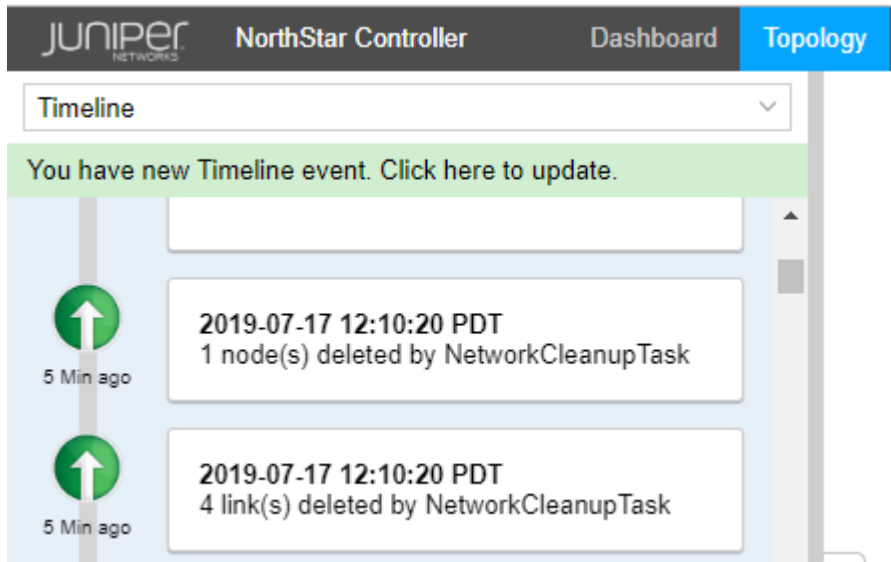 JUNIPER NorthStar Controller Dashboard Topology
NETWORKS
Timeline
You have new Timeline event. Click here to update.
2019-07-17 12:10:20 PDT
1 node(s) deleted by NetworkCleanupTask
5 Min ago
2019-07-17 12:10:20 PDT
4 link(s) deleted by NetworkCleanupTask
5 Min ago